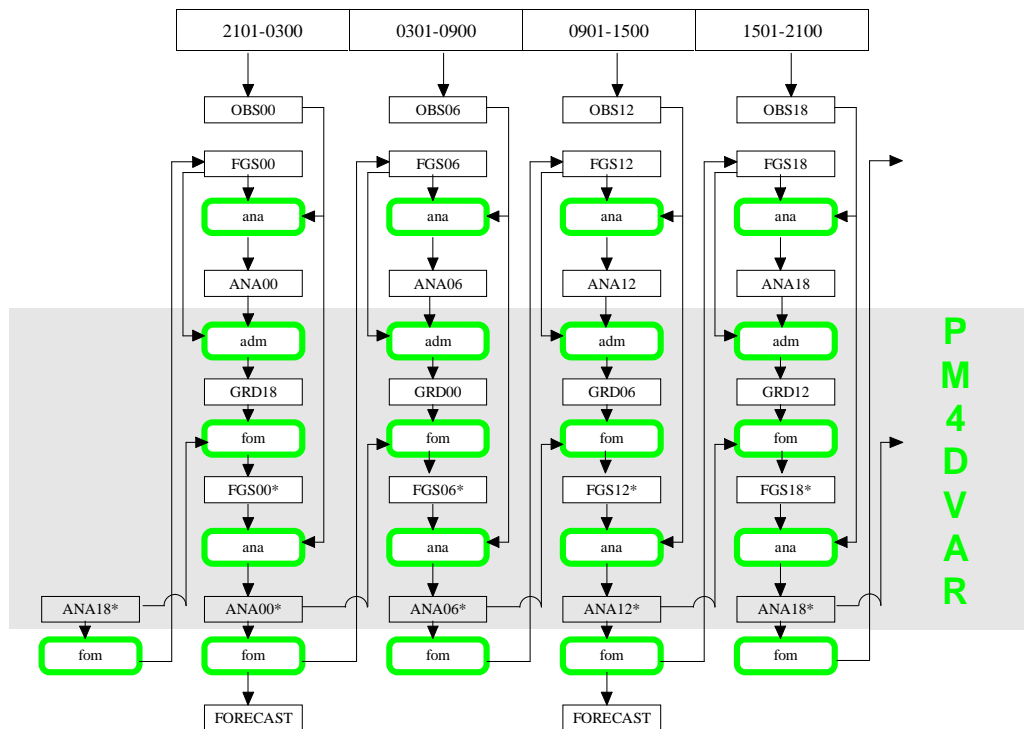 2101-0300 0301-0900 0901-1500 1501-2100
OBS00 OBS06 OBS12 OBS18
FGS00 FGS06 FGS12 FGS18
ana ana ana ana
ANA00 ANA06 ANA12 ANA18
adm adm adm adm
GRD18 GRD00 GRD06 GRD12
fom fom fom fom
FGS00* FGS06* FGS12* FGS18*
ana ana ana ana
ANA18* ANA00* ANA06* ANA12* ANA18*
fom fom fom fom fom
FORECAST FORECAST
P
M
4
D
V
A
R